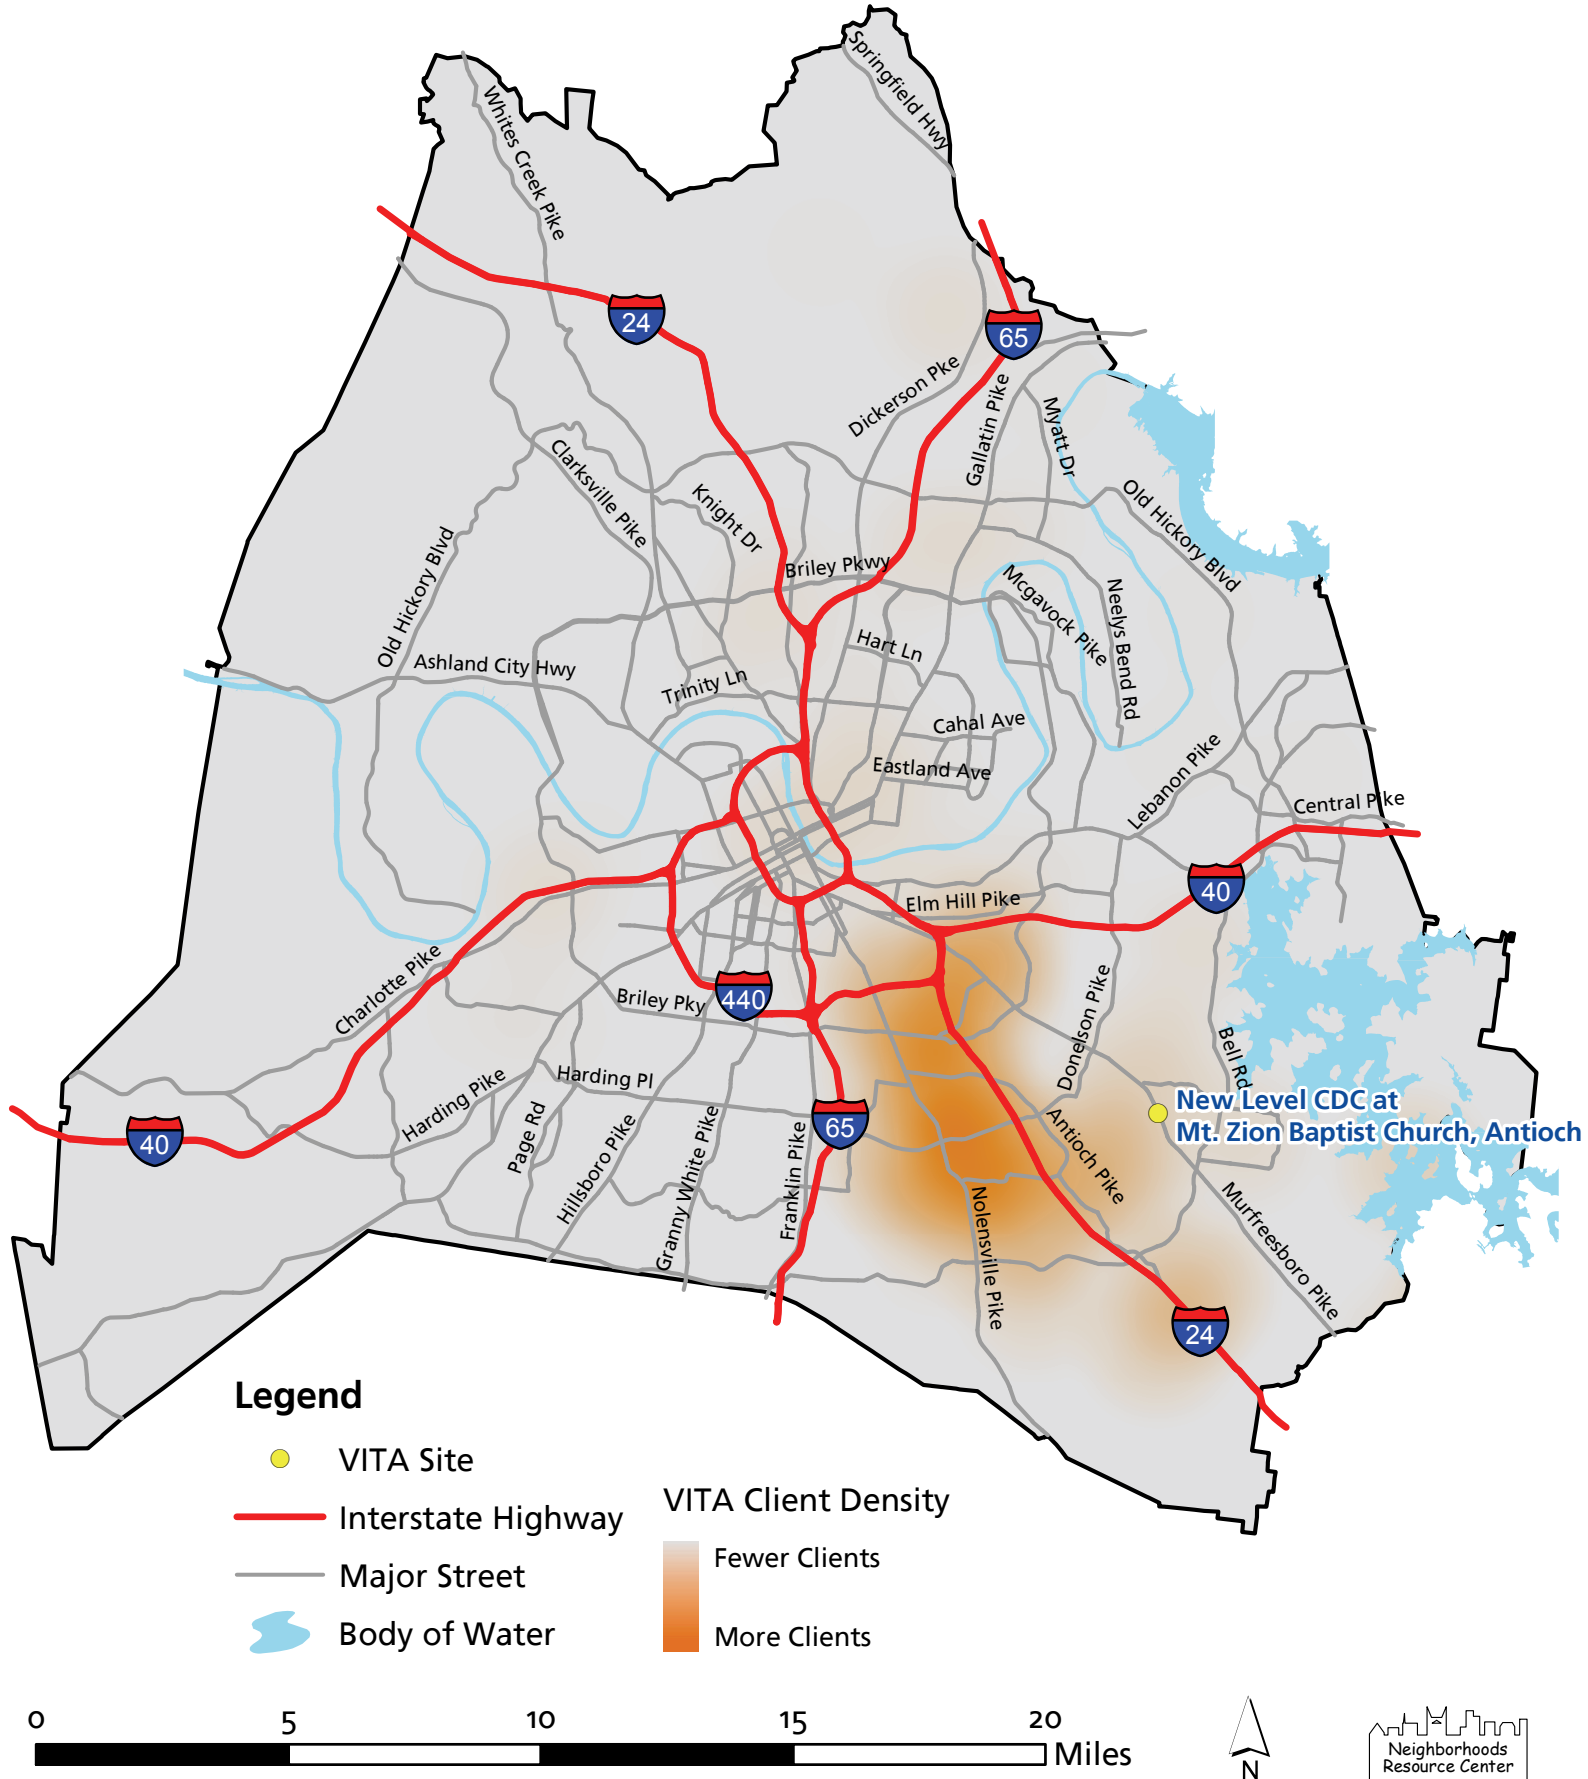 Springfield Hwy
Whites Creek Pike
24
65
Dickerson Pke
Gallatin Pike
Myatt Dr
Clarksville Pike
Knight Dr
Old Hickory Blvd
Old Hickory Blvd
Briley Pkwy
Mcgavock Pike
Neelys Bend Rd
Hart Ln
Ashland City Hwy
Trinity Ln
Cahal Ave
Eastland Ave
Lebanon Pike
Central Pike
40
Elm Hill Pike
Charlotte Pike
Briley Pky
440
Donelson Pike
Bell Rd
Harding Pl
Harding Pike
Page Rd
Hillsboro Pike
Granny White Pike
Franklin Pike
65
40
Antioch Pike
New Level CDC at
Mt. Zion Baptist Church, Antioch
Nolensville Pike
Murfreesboro Pike
24
Legend
VITA Site
Interstate Highway
Major Street
Body of Water
VITA Client Density
Fewer Clients
More Clients
0 5 10 15 20
Miles
N
Neighborhoods
Resource Center